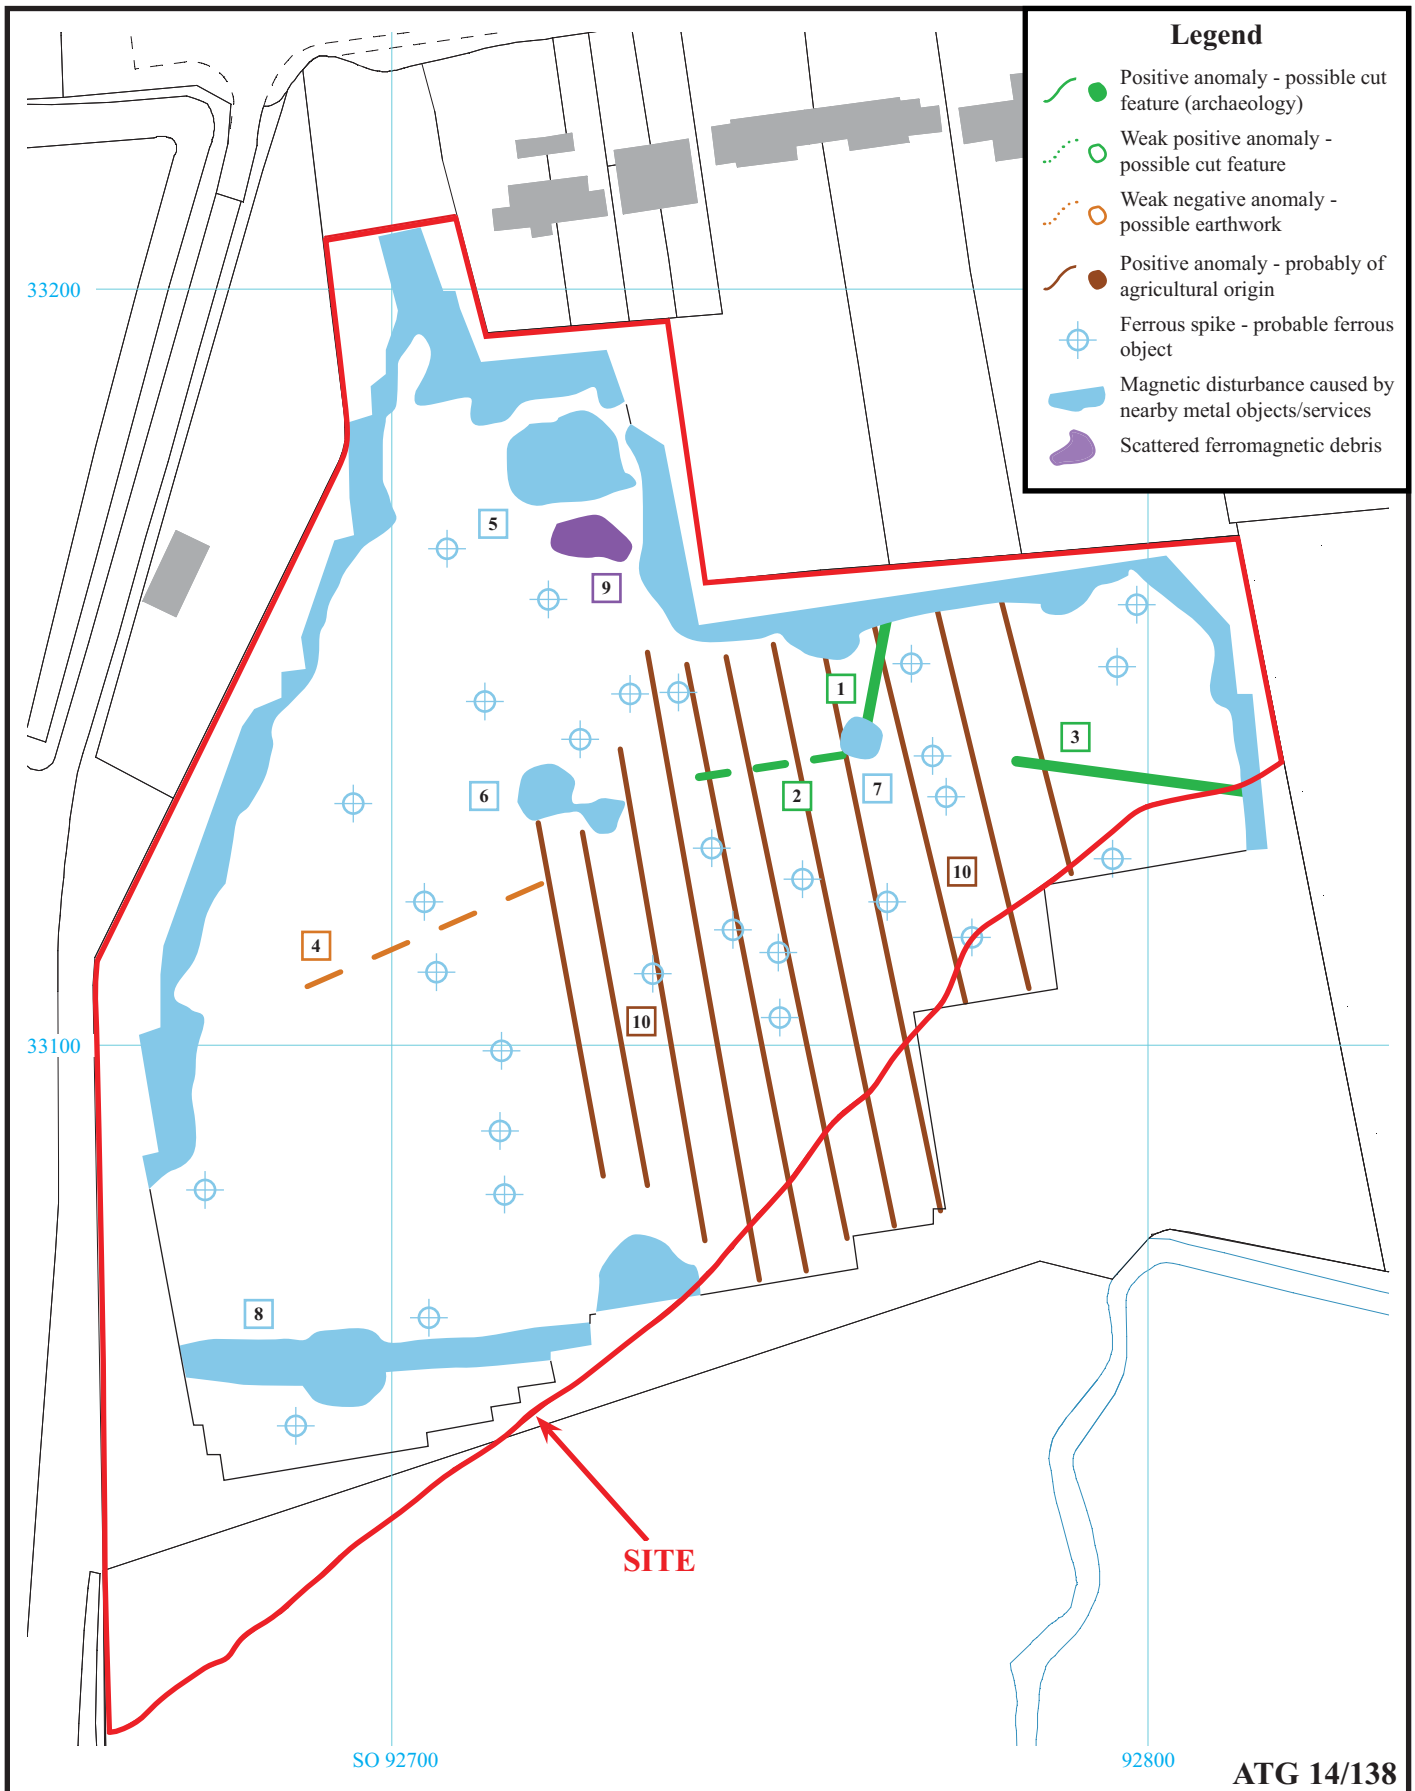 Legend
Positive anomaly - possible cut
feature (archaeology)
Weak positive anomaly -
possible cut feature
Weak negative anomaly -
possible earthwork
Positive anomaly - probably of
agricultural origin
Ferrous spike - probable ferrous
object
Magnetic disturbance caused by
nearby metal objects/services
Scattered ferromagnetic debris
33200
5
9
1
3
6
2
7
10
4
10
33100
8
SITE
SO 92700
92800
ATG 14/138